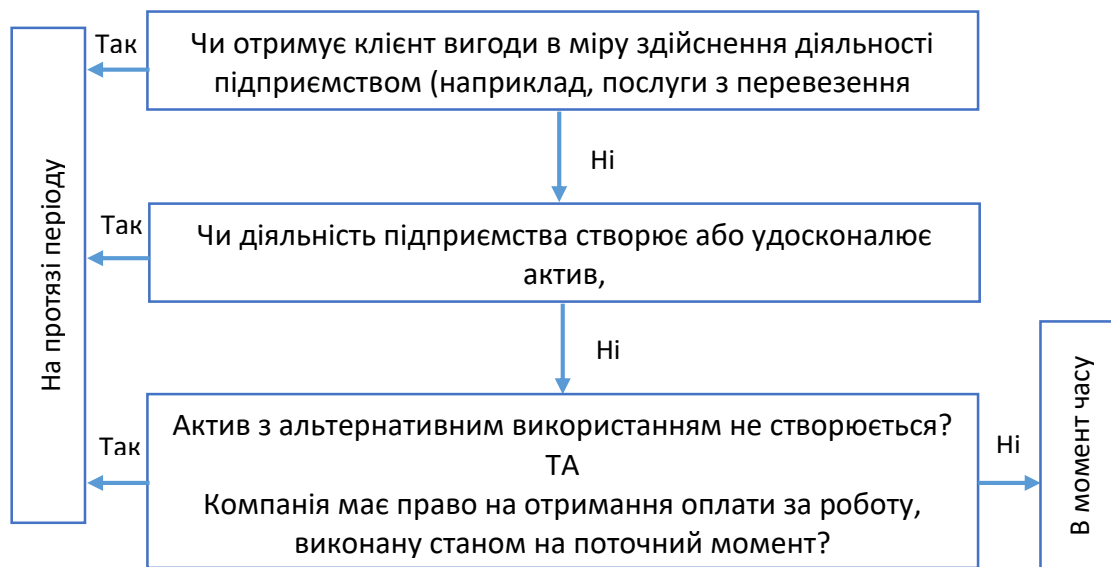 Так
Чи отримує клієнт вигоди в міру здійснення діяльності
підприємством (наприклад, послуги з перевезення
Ні
На протязі періоду
Так
Чи діяльність підприємства створює або удосконалює
актив,
Ні
Так
Актив з альтернативним використанням не створюється?
ТА
Компанія має право на отримання оплати за роботу,
виконану станом на поточний момент?
Ні
В момент часу